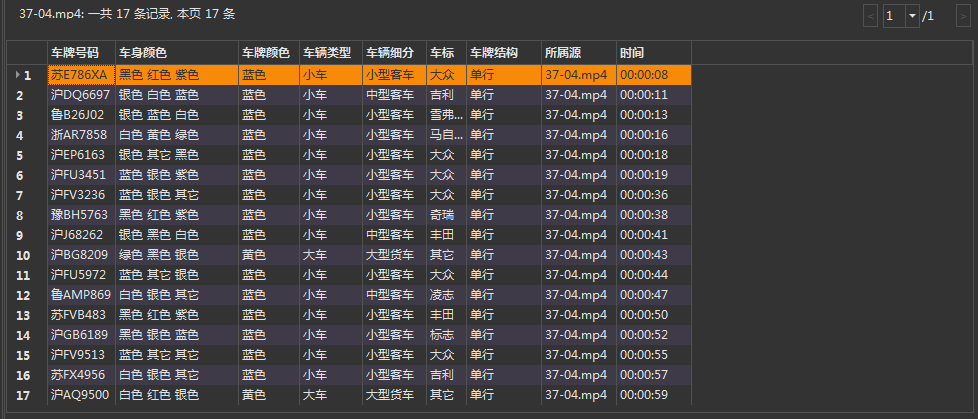 37-04.mp4: 一共 17 条记录, 本页 17 条 < 1 /1 >
车牌号码 车身颜色 车牌颜色 车辆类型 车辆细分 车标 车牌结构 所属源 时间
1 苏E786XA 黑色 红色 紫色 蓝色 小车 小型客车 大众 单行 37-04.mp4 00:00:08
2 沪DQ6697 银色 白色 蓝色 蓝色 小车 中型客车 吉利 单行 37-04.mp4 00:00:11
3 鲁B26J02 银色 蓝色 白色 蓝色 小车 小型客车 雪弗... 单行 37-04.mp4 00:00:13
4 浙AR7858 白色 黄色 绿色 蓝色 小车 小型客车 马自... 单行 37-04.mp4 00:00:16
5 沪EP6163 银色 其它 黑色 蓝色 小车 小型客车 大众 单行 37-04.mp4 00:00:18
6 沪FU3451 蓝色 银色 紫色 蓝色 小车 小型客车 大众 单行 37-04.mp4 00:00:19
7 沪FV3236 蓝色 银色 其它 蓝色 小车 小型客车 大众 单行 37-04.mp4 00:00:36
8 豫BH5763 黑色 红色 紫色 蓝色 小车 小型客车 奇瑞 单行 37-04.mp4 00:00:38
9 沪J68262 银色 黑色 白色 蓝色 小车 中型客车 丰田 单行 37-04.mp4 00:00:41
10 沪BG8209 绿色 黑色 银色 黄色 大车 大型货车 其它 单行 37-04.mp4 00:00:43
11 沪FU5972 蓝色 其它 银色 蓝色 小车 小型客车 大众 单行 37-04.mp4 00:00:44
12 鲁AMP869 白色 银色 其它 蓝色 小车 中型客车 凌志 单行 37-04.mp4 00:00:47
13 苏FVB483 黑色 银色 紫色 蓝色 小车 小型客车 丰田 单行 37-04.mp4 00:00:50
14 沪GB6189 黑色 银色 蓝色 蓝色 小车 小型客车 标志 单行 37-04.mp4 00:00:52
15 沪FV9513 蓝色 其它 其它 蓝色 小车 小型客车 大众 单行 37-04.mp4 00:00:55
16 苏FX4956 白色 银色 其它 蓝色 小车 小型客车 吉利 单行 37-04.mp4 00:00:57
17 沪AQ9500 白色 红色 银色 黄色 大车 大型货车 其它 单行 37-04.mp4 00:00:59